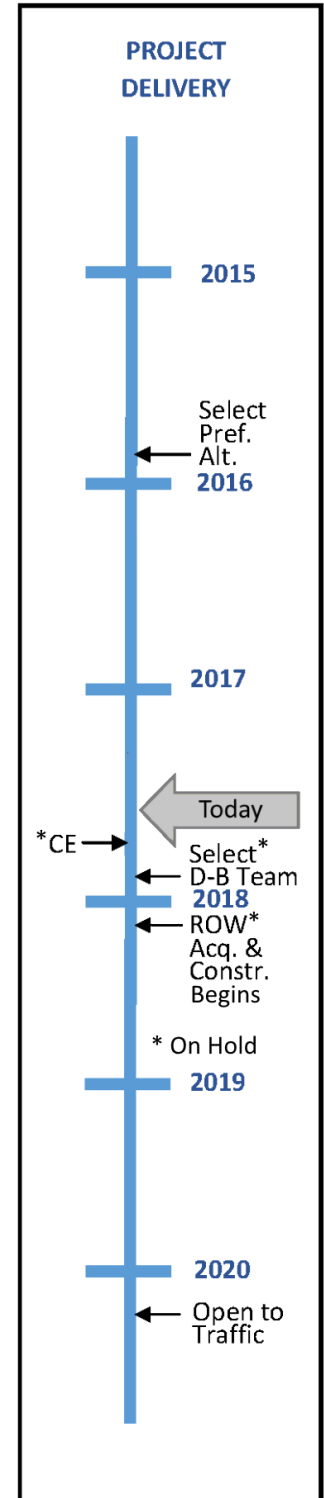 PROJECT
DELIVERY
2015
Select
Pref.
Alt.
2016
2017
Today
*CE
Select*
D-B Team
2018
ROW*
Acq. &
Constr.
Begins
* On Hold
2019
2020
Open to
Traffic